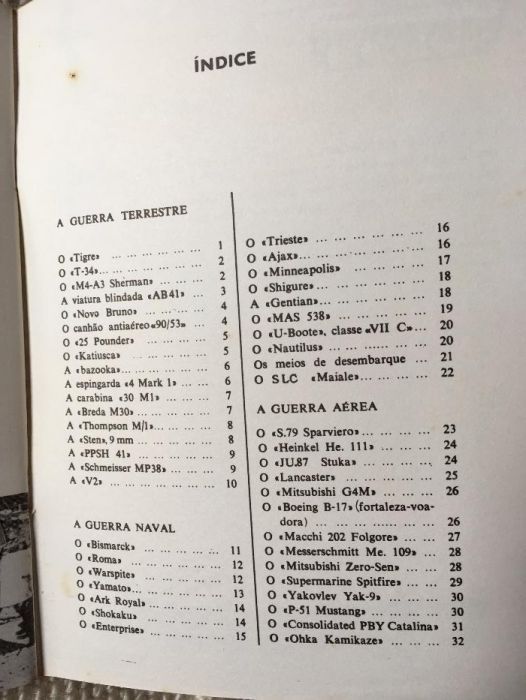 ÍNDICE
A GUERRA TERRESTRE
O «Tigre» ... ... ... ... ... ... 1
O «T-34»... ... ... ... ... ... 2
O «M4-A3 Sherman» ... ... ... 2
A viatura blindada «AB41» ... 3
O «Novo Bruno» ... ... ... ... 4
O canhão antiaéreo «90/53» ... 4
O «25 Pounder» ... ... ... ... 5
O «Katiusca» ... ... ... ... ... 5
A «bazooka»... ... ... ... ... 6
A espingarda «4 Mark 1»... ... 6
A carabina «30 M1» ... ... ... 7
A «Breda M30» ... ... ... ... 7
A «Thompson M/1»... ... ... ... 8
A «Sten», 9 mm ... ... ... ... 8
A «PPSH 41» ... ... ... ... ... 9
A «Schmeisser MP38» ... ... ... 9
A «V2» ... ... ... ... ... ... 10
A GUERRA NAVAL
O «Bismarck» ... ... ... ... ... 11
O «Roma» ... ... ... ... ... ... 12
O «Warspite» ... ... ... ... ... 12
O «Yamato»... ... ... ... ... ... 13
O «Ark Royal» ... ... ... ... ... 14
O «Shokaku» ... ... ... ... ... 14
O «Enterprise» ... ... ... ... ... 15
O «Trieste» ... ... ... ... ... ... 16
O «Ajax»... ... ... ... ... ... ... 16
O «Minneapolis» ... ... ... ... 17
O «Shigure» ... ... ... ... ... ... 18
A «Gentian» ... ... ... ... ... ... 18
O «MAS 538» ... ... ... ... ... 19
O «U-Boote», classe «VII C»... ... 20
O «Nautilus» ... ... ... ... ... 20
Os meios de desembarque ... ... 21
O SLC «Maiale»... ... ... ... 22
A GUERRA AÉREA
O «S.79 Sparviero» ... ... ... ... 23
O «Heinkel He. 111» ... ... ... 24
O «JU.87 Stuka» ... ... ... ... 24
O «Lancaster» ... ... ... ... ... 25
O «Mitsubishi G4M» ... ... ... 26
O «Boeing B-17» (fortaleza-voa-
dora) ... ... ... ... ... ... 26
O «Macchi 202 Folgore» ... ... 27
O «Messerschmitt Me. 109» ... ... 28
O «Mitsubishi Zero-Sen» ... ... 28
O «Supermarine Spitfire» ... ... 29
O «Yakovlev Yak-9» ... ... ... 30
O «P-51 Mustang» ... ... ... ... 30
O «Consolidated PBY Catalina» 31
O «Ohka Kamikaze» ... ... ... 32